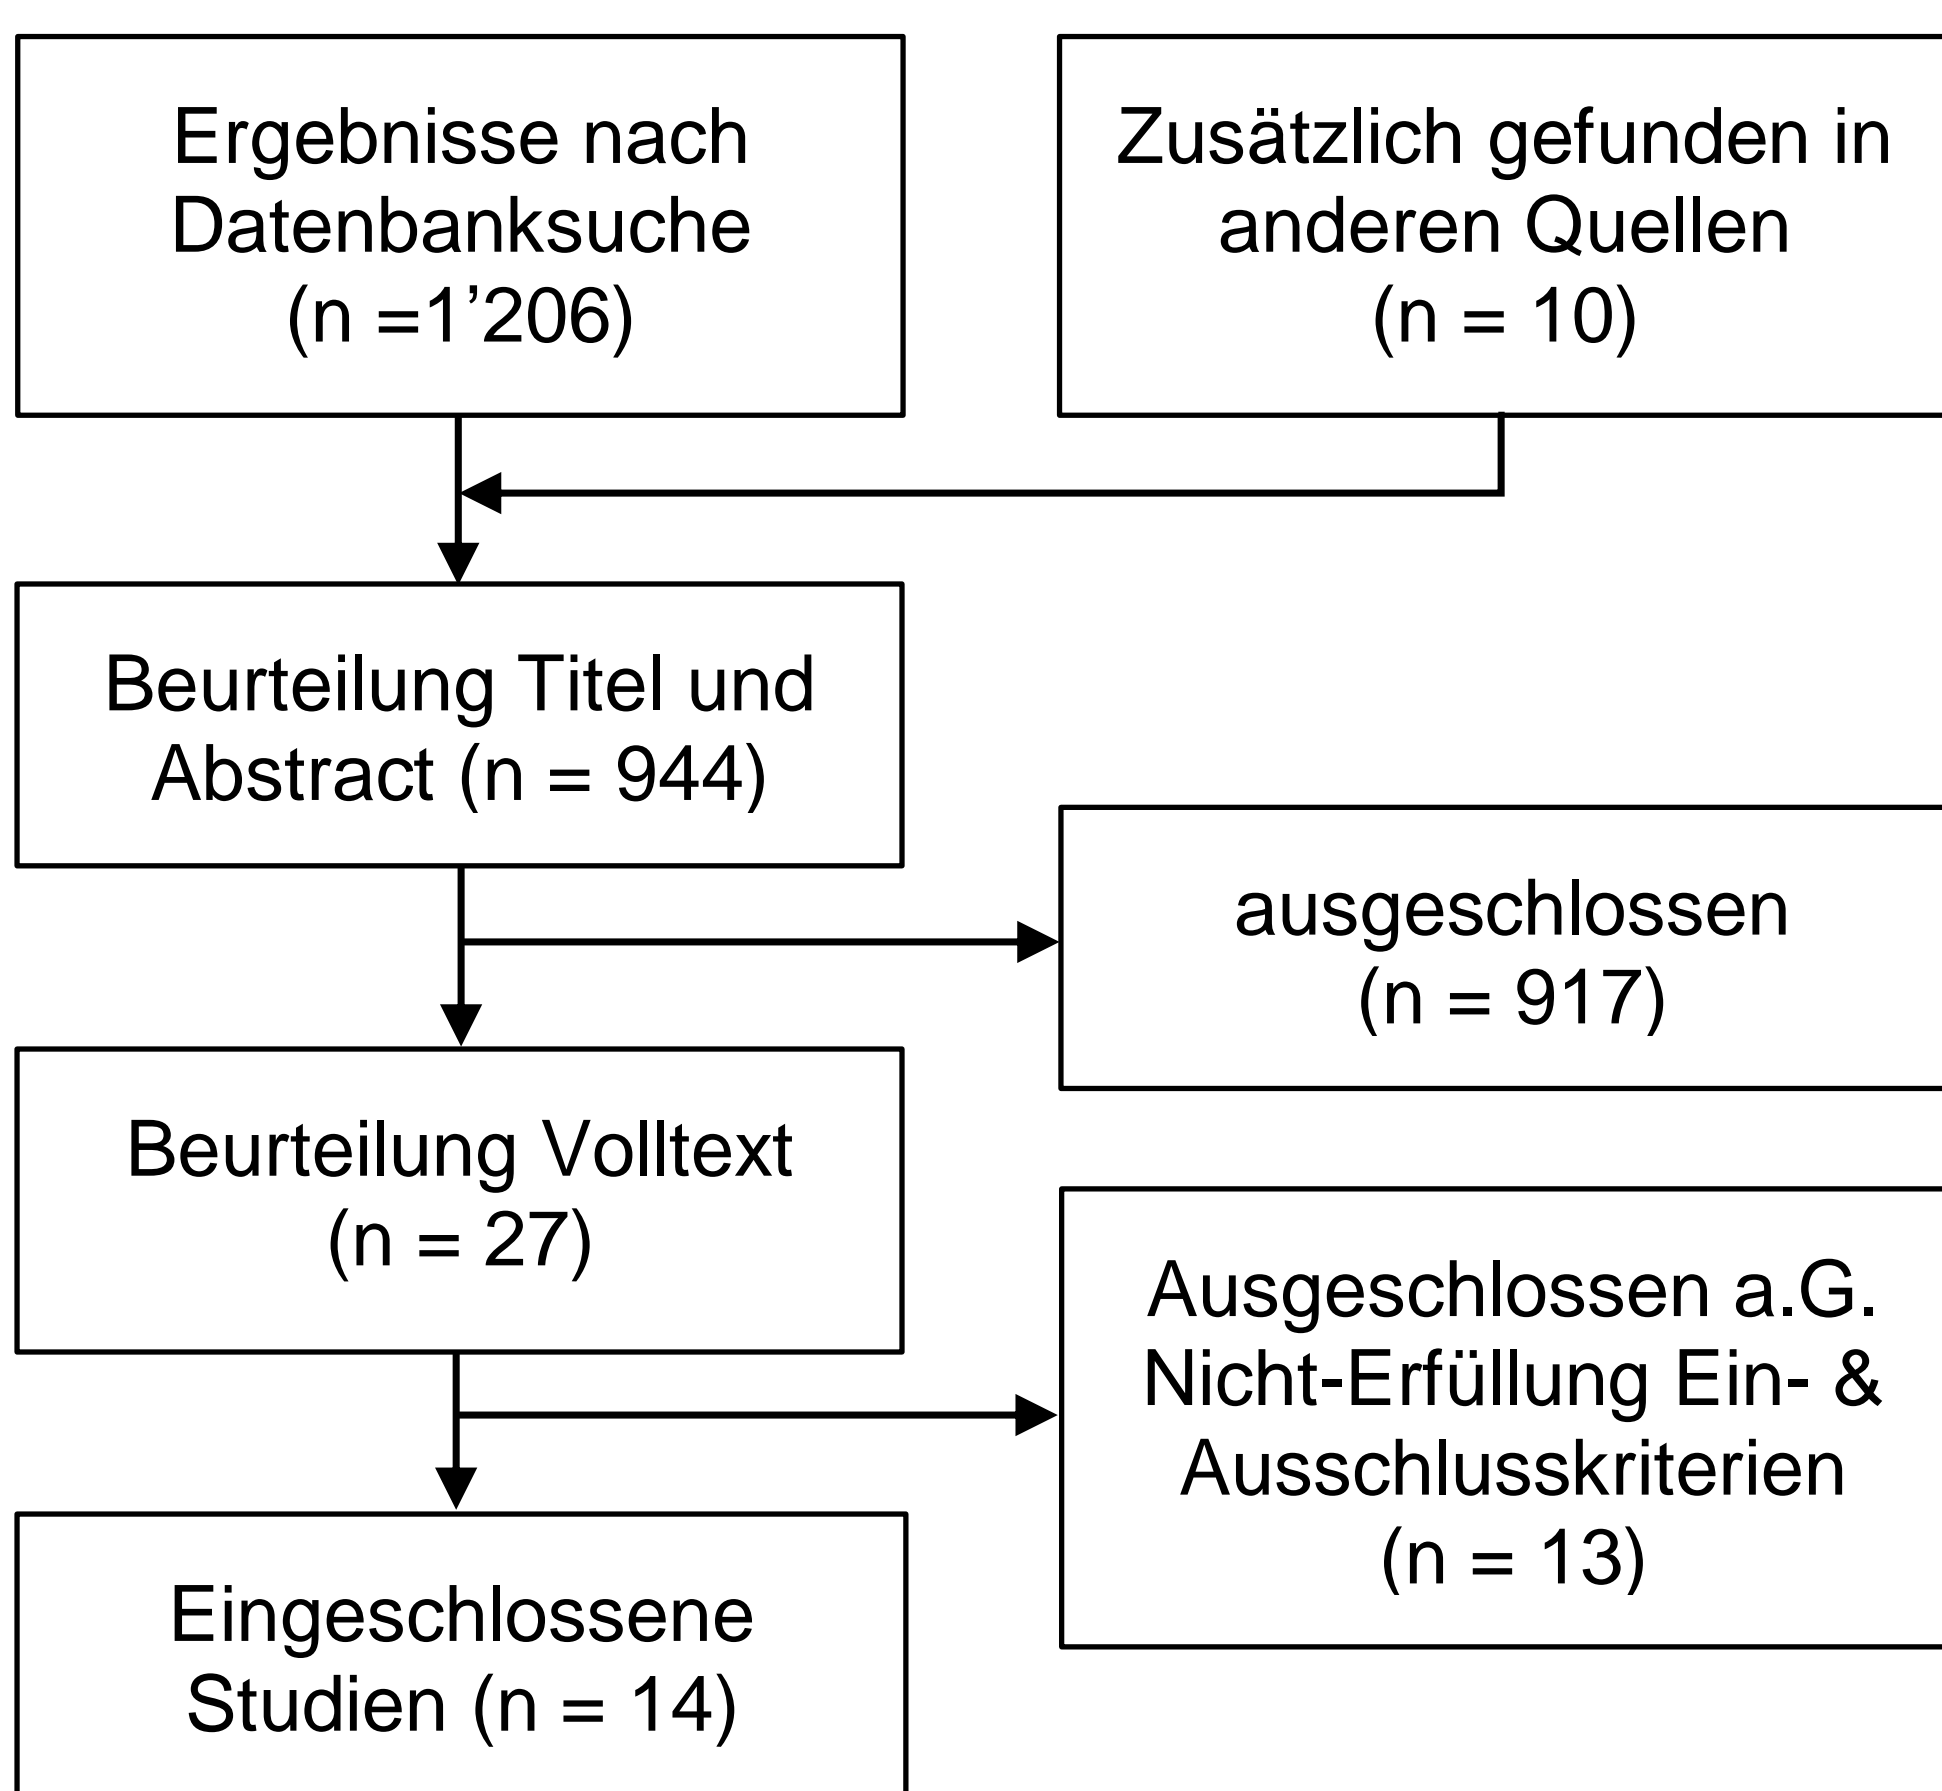 Ergebnisse nach
Datenbanksuche
(n =1’206)
Zusätzlich gefunden in
anderen Quellen
(n = 10)
Beurteilung Titel und
Abstract (n = 944)
ausgeschlossen
(n = 917)
Beurteilung Volltext
(n = 27)
Ausgeschlossen a.G.
Nicht-Erfüllung Ein- &
Ausschlusskriterien
(n = 13)
Eingeschlossene
Studien (n = 14)